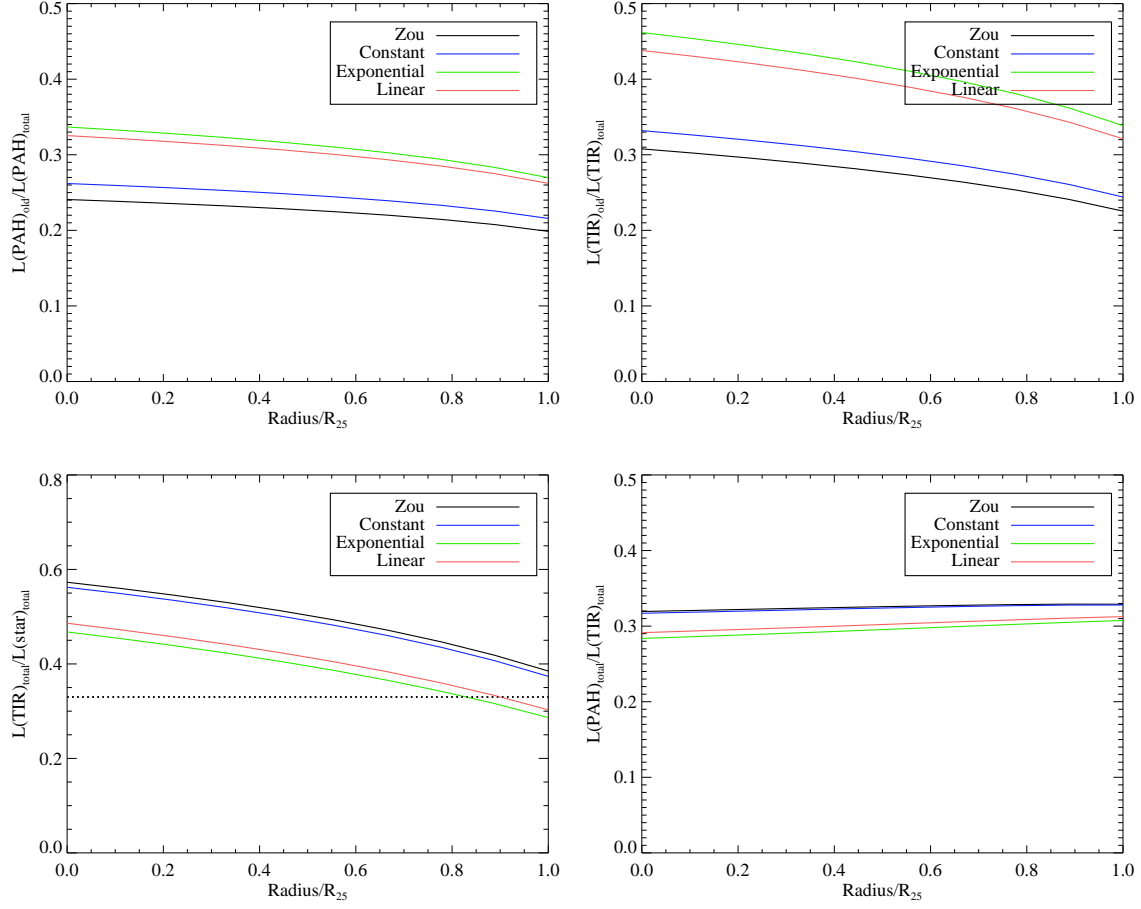 0.5
0.4
0.3
0.2
0.1
0.0
L(PAH)old/L(PAH)total
Zou
Constant
Exponential
Linear
0.0 0.2 0.4 0.6 0.8 1.0
Radius/R25
0.5
0.4
0.3
0.2
0.1
0.0
L(TIR)old/L(TIR)total
Zou
Constant
Exponential
Linear
0.0 0.2 0.4 0.6 0.8 1.0
Radius/R25
0.8
0.6
0.4
0.2
0.0
L(TIR)total/L(star)total
Zou
Constant
Exponential
Linear
0.0 0.2 0.4 0.6 0.8 1.0
Radius/R25
0.5
0.4
0.3
0.2
0.1
0.0
L(PAH)total/L(TIR)total
Zou
Constant
Exponential
Linear
0.0 0.2 0.4 0.6 0.8 1.0
Radius/R25